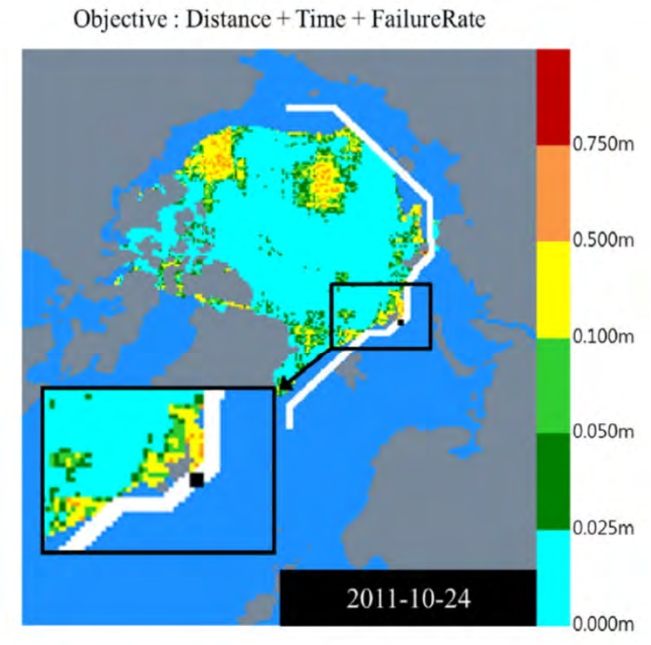 Objective : Distance + Time + FailureRate
0.750m
0.500m
0.100m
0.050m
0.025m
0.000m
2011-10-24